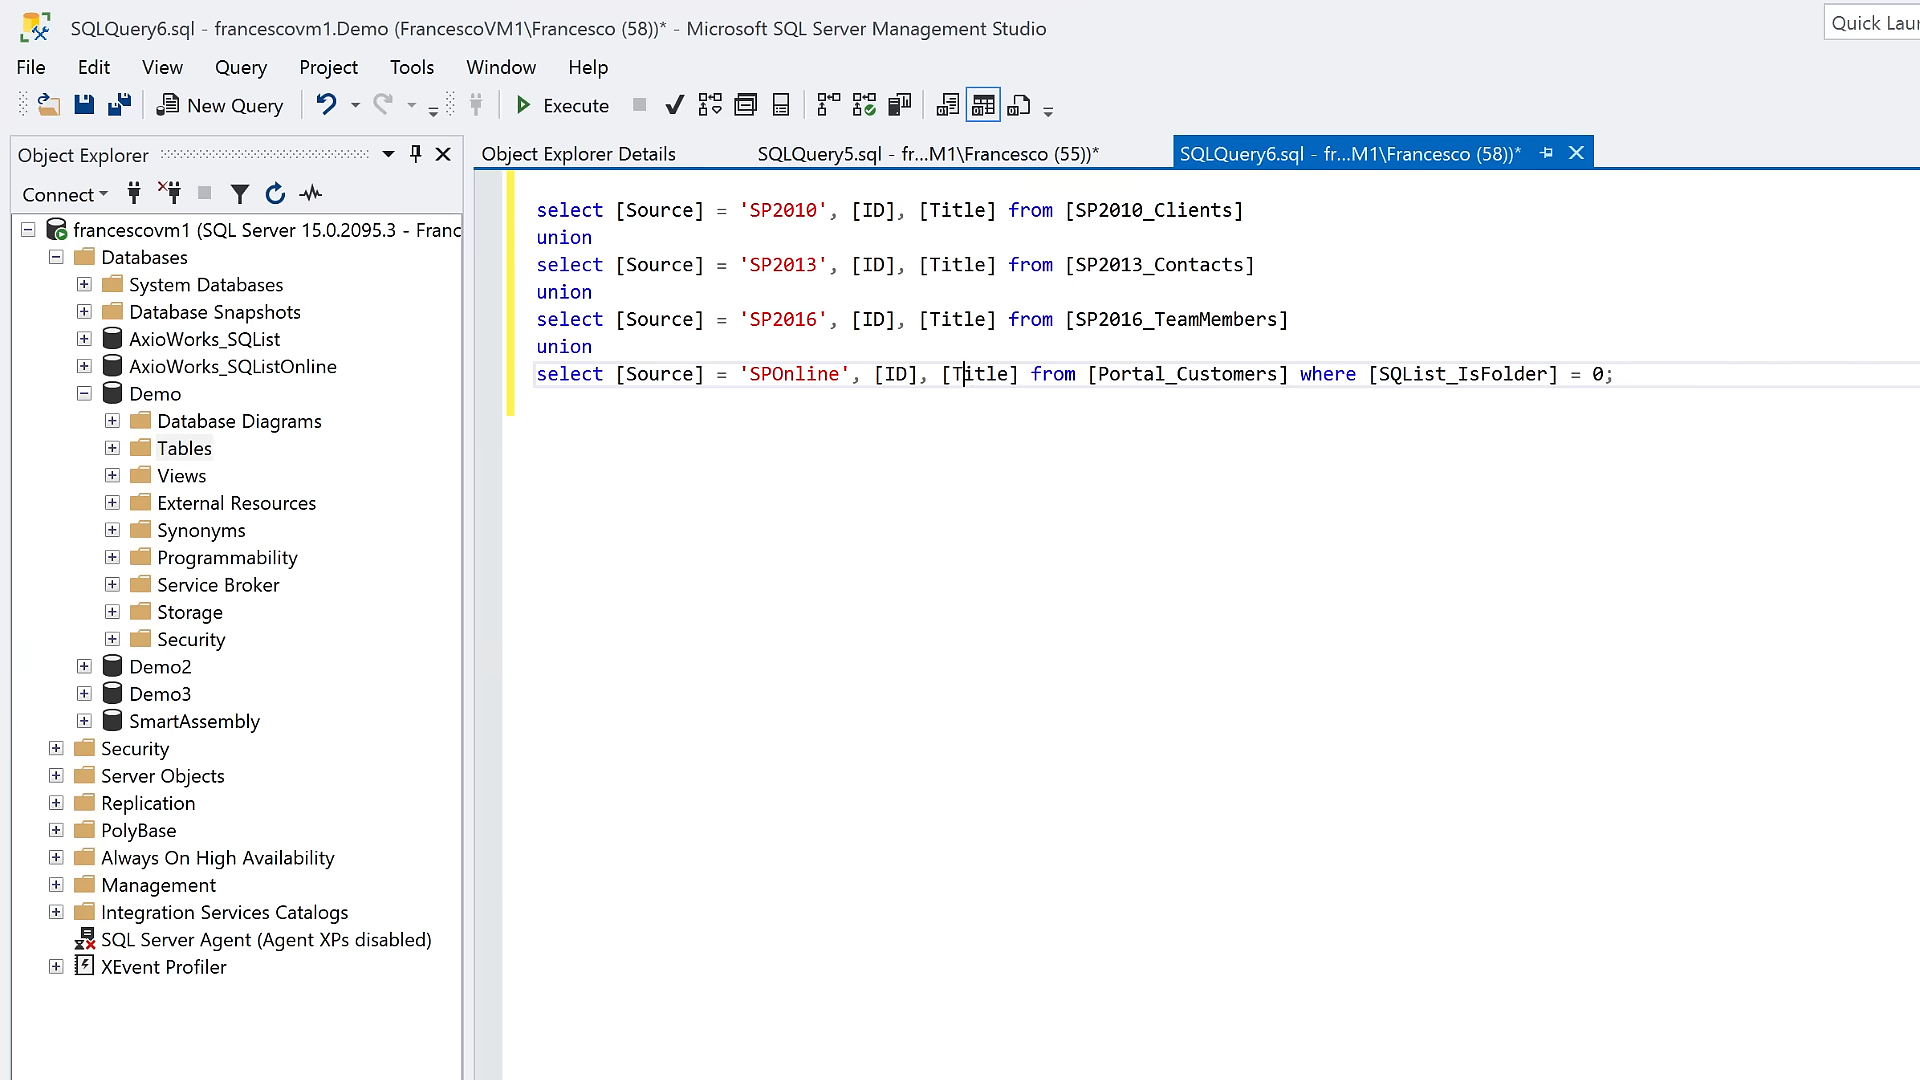 SQLQuery6.sql - francescovm1.Demo (FrancescoVM1\Francesco (58))* - Microsoft SQL Server Management Studio
Quick Lau
File Edit View Query Project Tools Window Help
New Query Execute
Object Explorer
Object Explorer Details SQLQuery5.sql - fr...M1\Francesco (55))* SQLQuery6.sql - fr...M1\Francesco (58))*
Connect
francescovm1 (SQL Server 15.0.2095.3 - Franc
Databases
System Databases
Database Snapshots
AxioWorks_SQList
AxioWorks_SQListOnline
Demo
Database Diagrams
Tables
Views
External Resources
Synonyms
Programmability
Service Broker
Storage
Security
Demo2
Demo3
SmartAssembly
Security
Server Objects
Replication
PolyBase
Always On High Availability
Management
Integration Services Catalogs
SQL Server Agent (Agent XPs disabled)
XEvent Profiler
select [Source] = 'SP2010', [ID], [Title] from [SP2010_Clients]
union
select [Source] = 'SP2013', [ID], [Title] from [SP2013_Contacts]
union
select [Source] = 'SP2016', [ID], [Title] from [SP2016_TeamMembers]
union
select [Source] = 'SPOnline', [ID], [Title] from [Portal_Customers] where [SQList_IsFolder] = 0;